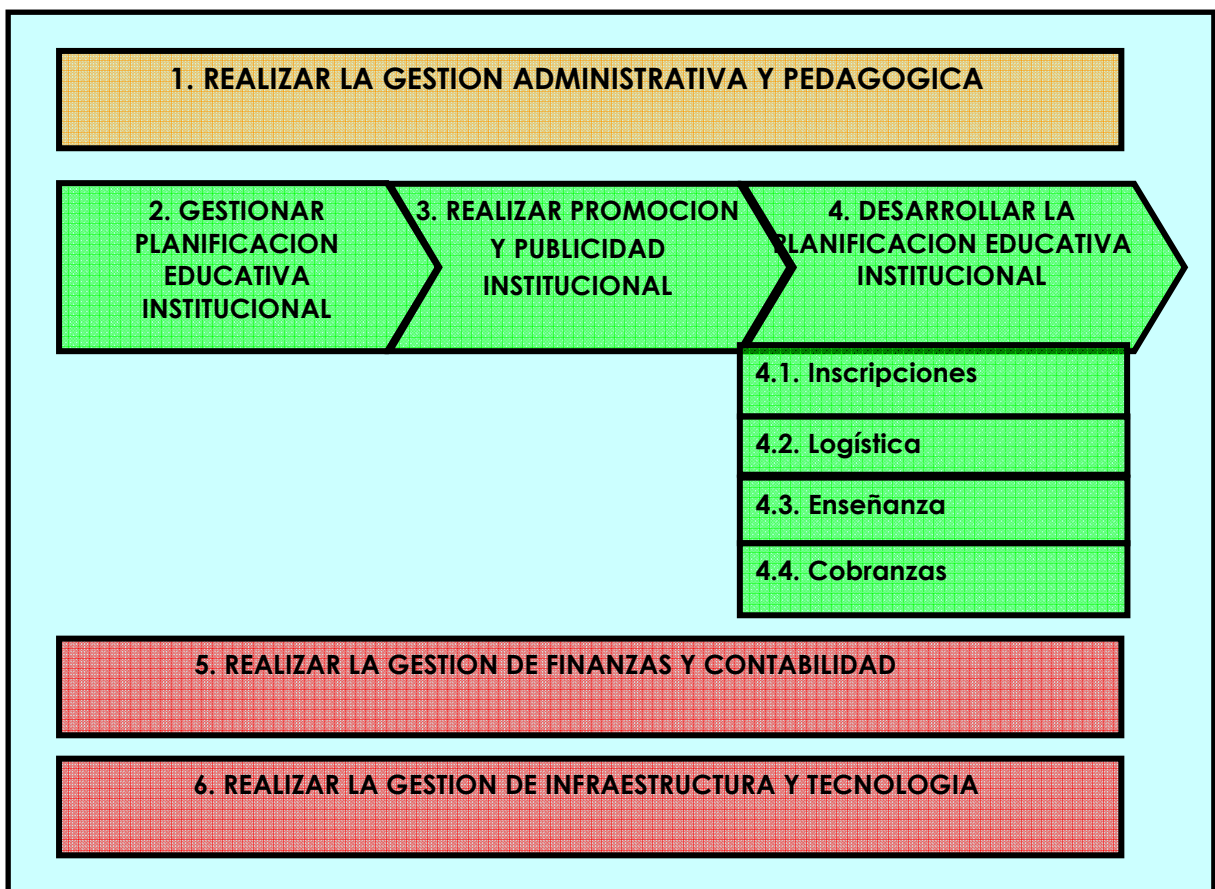 1. REALIZAR LA GESTION ADMINISTRATIVA Y PEDAGOGICA
2. GESTIONAR
PLANIFICACION
EDUCATIVA
INSTITUCIONAL
3. REALIZAR PROMOCION
Y PUBLICIDAD
INSTITUCIONAL
4. DESARROLLAR LA
PLANIFICACION EDUCATIVA
INSTITUCIONAL
4.1. Inscripciones
4.2. Logística
4.3. Enseñanza
4.4. Cobranzas
5. REALIZAR LA GESTION DE FINANZAS Y CONTABILIDAD
6. REALIZAR LA GESTION DE INFRAESTRUCTURA Y TECNOLOGIA